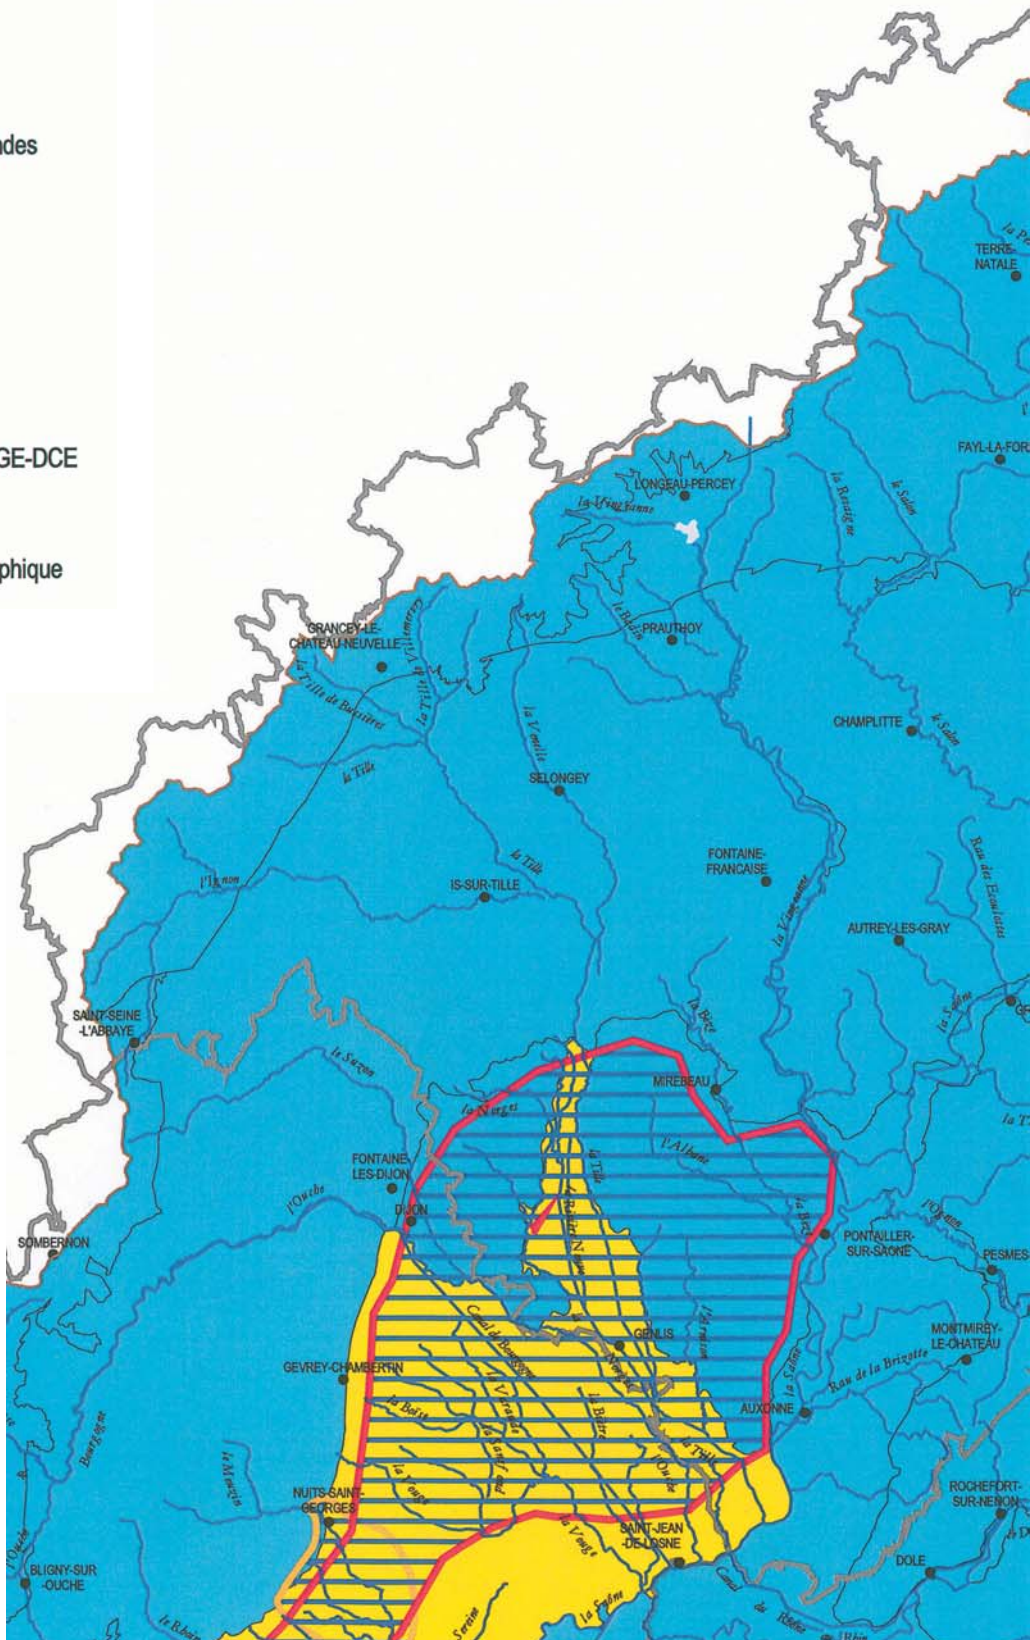 ndes
GE-DCE
phique
TERRE-
NATALE
FAYL-LA-FOR
LONGEAU-PERCEY
la Vingeanne
la Resaigne
le Salon
le Badin
PRAUTHOY
GRANCEY-LE-
CHATEAU-NEUVELLE
la Tille de Bussières
la Tille
la Venelle
SELONGEY
CHAMPLITTE
le Salon
la Tille
IS-SUR-TILLE
l'Ignon
FONTAINE-
FRANCAISE
la Vingeanne
Rau des Ecoulottes
AUTREY-LES-GRAY
la Saône
SAINT-SEINE
-L'ABBAYE
le Suzon
la Bèze
MIREBEAU
la Norges
l'Albane
la Tille
FONTAINE-
LES-DIJON
l'Ouche
DIJON
la Bèze
l'Ognon
PONTAILLER-
SUR-SAONE
PESMES
SOMBERNON
Canal de Bourgogne
GENLIS
MONTMIREY-
LE-CHATEAU
GEVREY-CHAMBERTIN
la Varaude
la Biètre
la Saône
Rau de la Brizotte
AUXONNE
la Boïse
la Sans fond
la Tille
l'Ouche
Bourgogne
le Meuzin
la Vouge
NUITS-SAINT-
GEORGES
ROCHEFORT-
SUR-NENON
la Vouge
SAINT-JEAN
-DE-LOSNE
DOLE
l'Ouche
BLIGNY-SUR
-OUCHE
la Saône
Canal
du
Rhône
Rhin